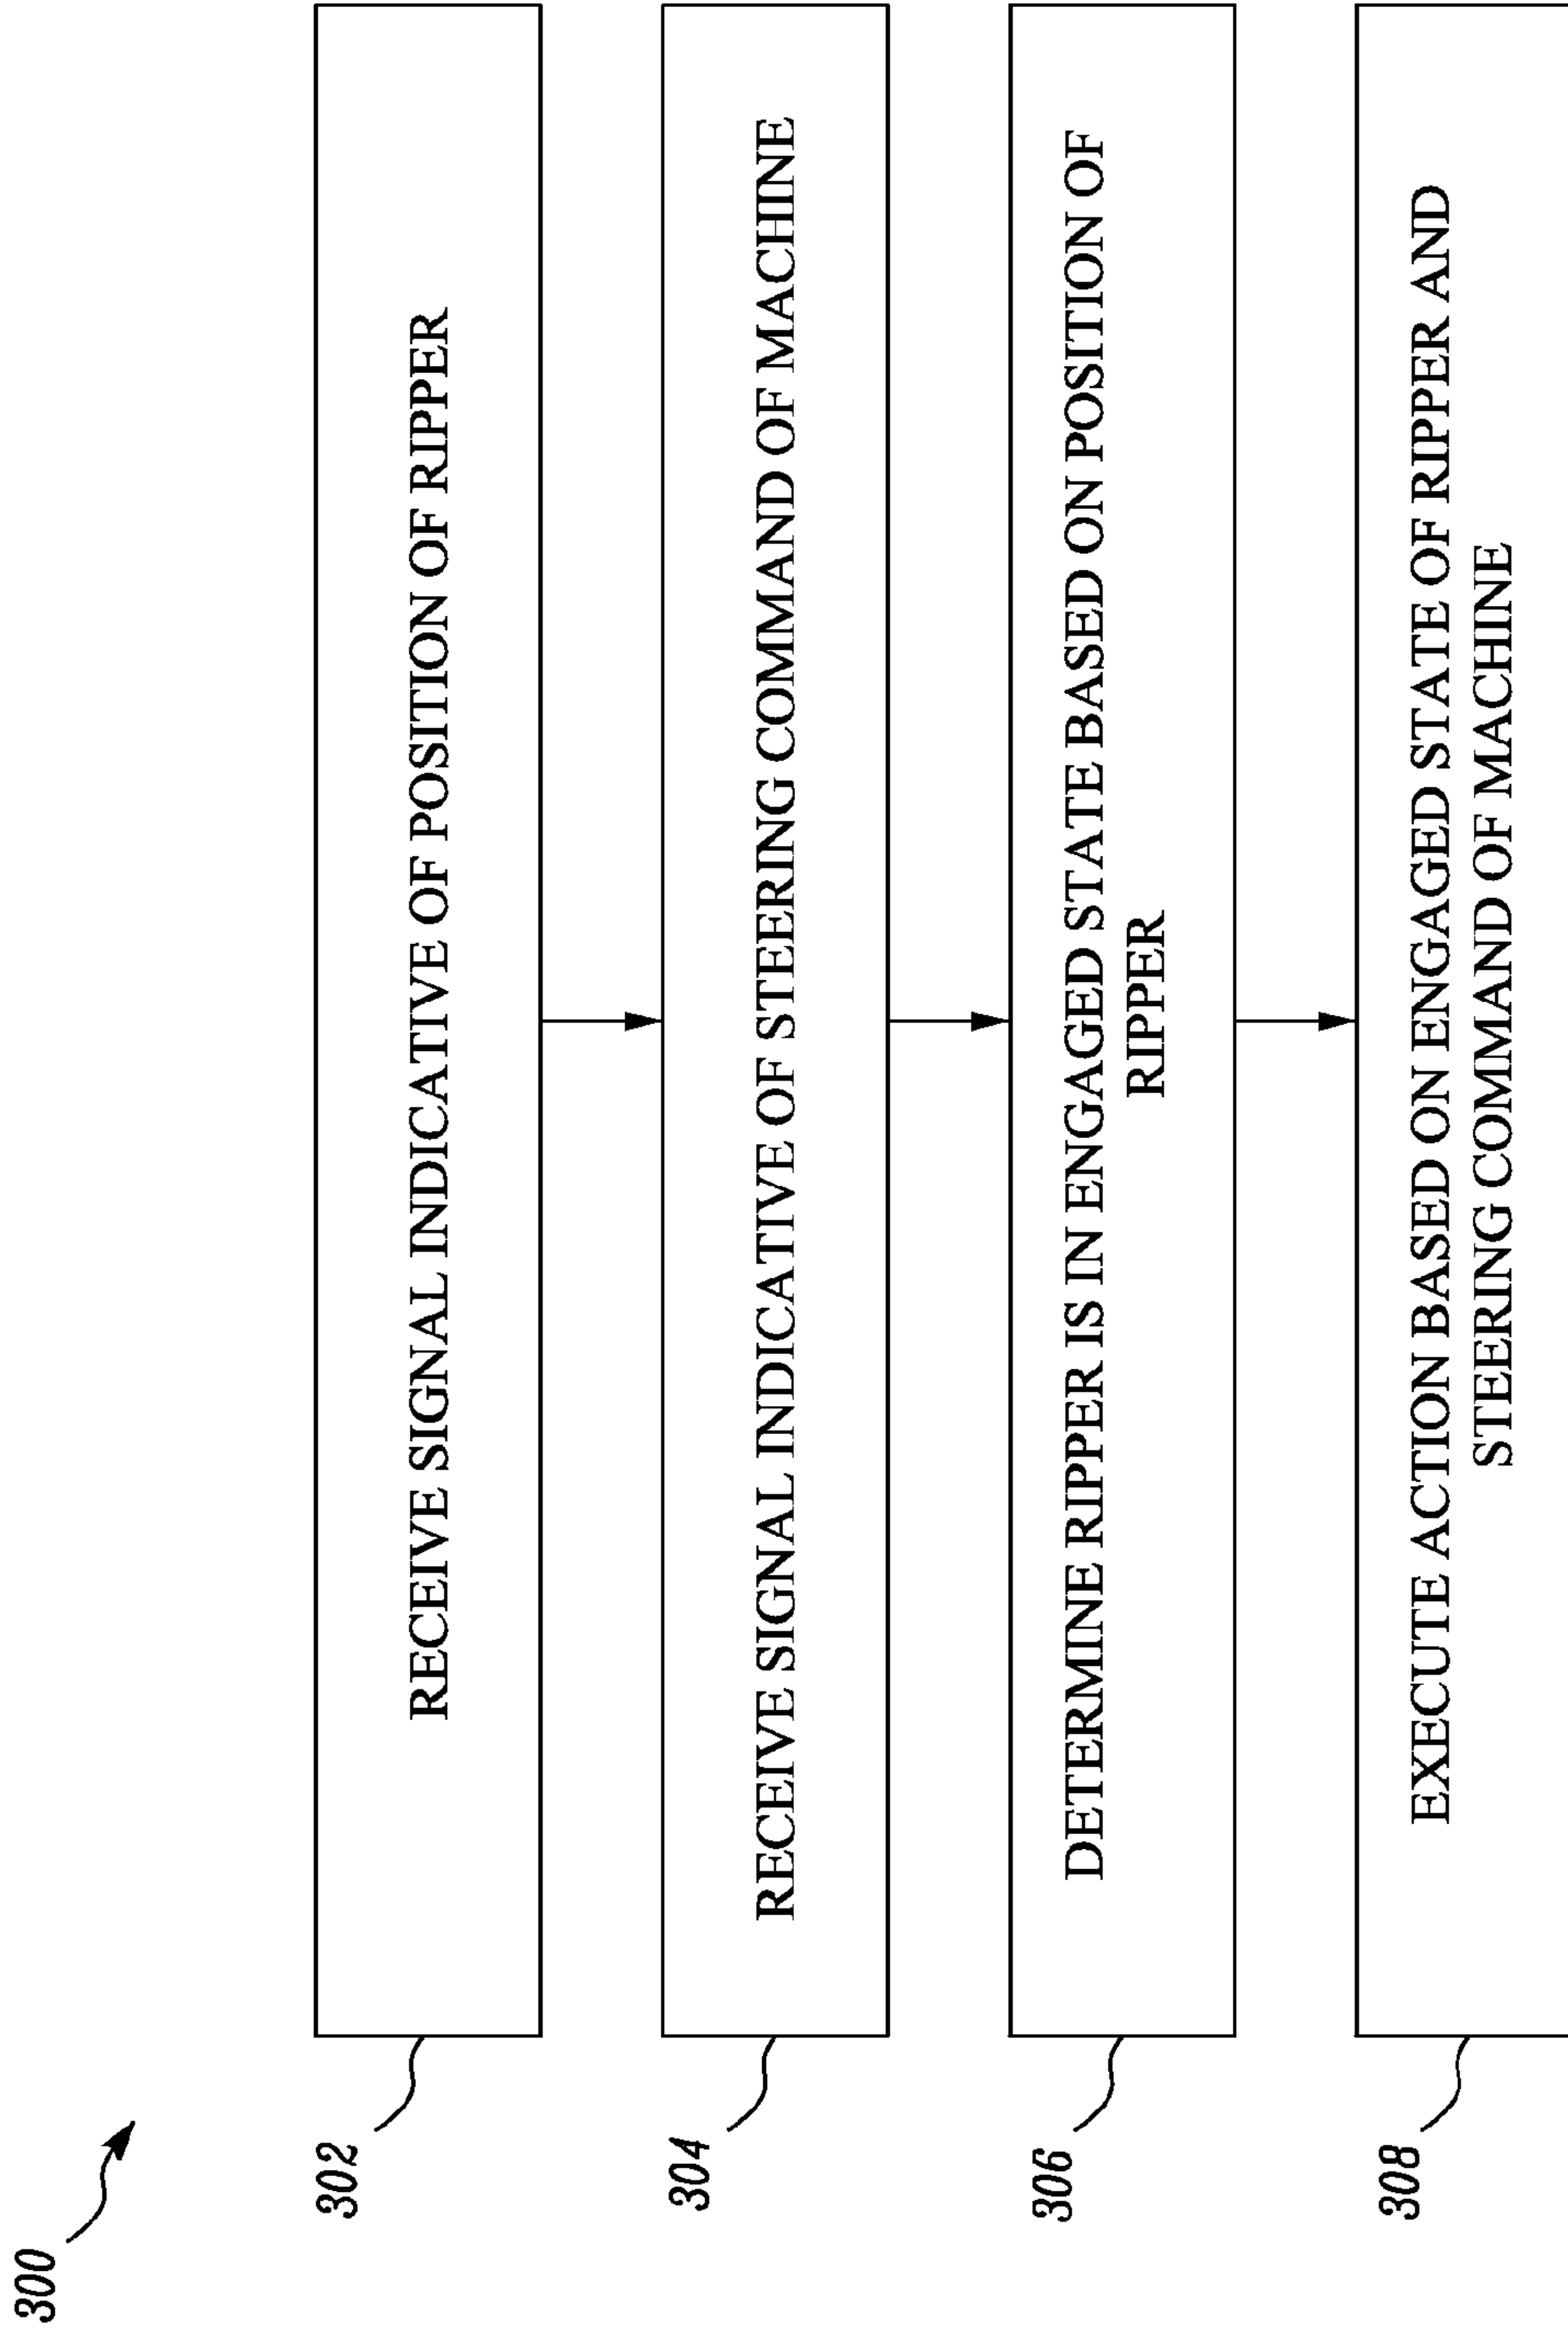 300
302
RECEIVE SIGNAL INDICATIVE OF POSITION OF RIPPER
304
RECEIVE SIGNAL INDICATIVE OF STEERING COMMAND OF MACHINE
306
DETERMINE RIPPER IS IN ENGAGED STATE BASED ON POSITION OF
RIPPER
308
EXECUTE ACTION BASED ON ENGAGED STATE OF RIPPER AND
STEERING COMMAND OF MACHINE